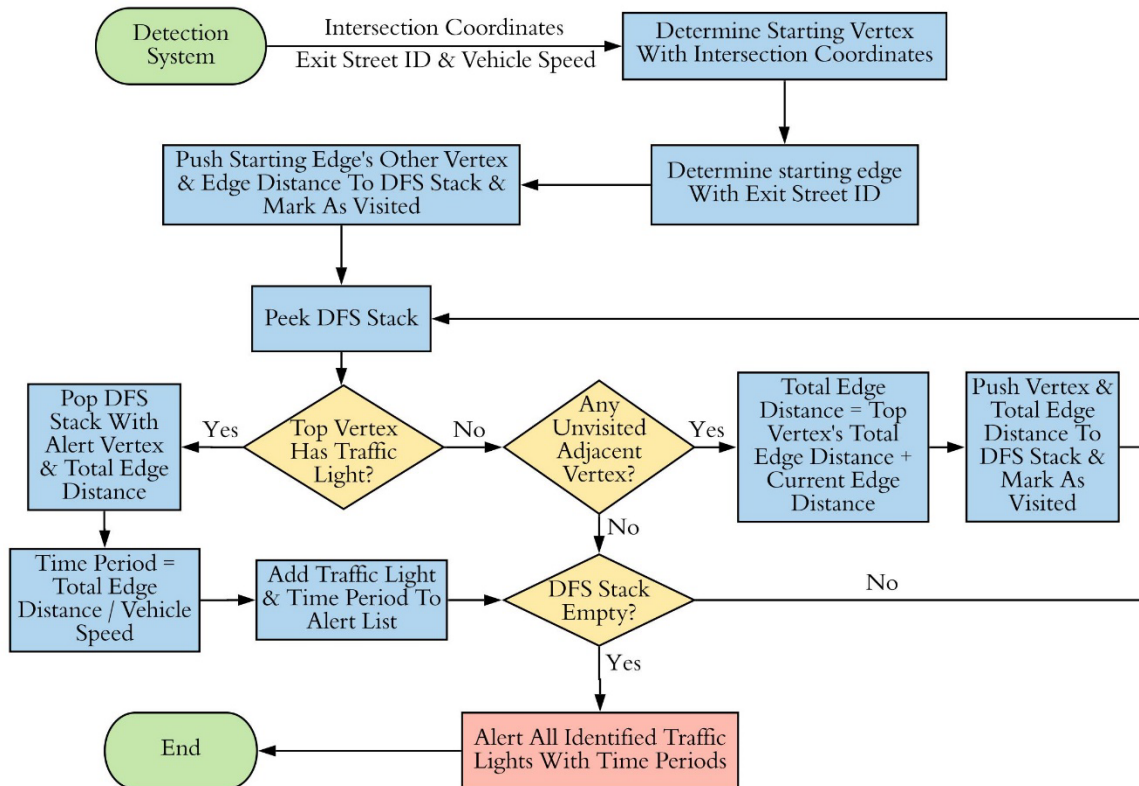 Detection
System
Intersection Coordinates
Exit Street ID & Vehicle Speed
Determine Starting Vertex
With Intersection Coordinates
Determine starting edge
With Exit Street ID
Push Starting Edge's Other Vertex
& Edge Distance To DFS Stack &
Mark As Visited
Peek DFS Stack
Top Vertex
Has Traffic
Light?
Yes
No
Pop DFS
Stack With
Alert Vertex
& Total Edge
Distance
Any
Unvisited
Adjacent
Vertex?
Yes
No
Total Edge
Distance = Top
Vertex's Total
Edge Distance +
Current Edge
Distance
Push Vertex &
Total Edge
Distance To
DFS Stack &
Mark As
Visited
Time Period =
Total Edge
Distance / Vehicle
Speed
Add Traffic Light
& Time Period To
Alert List
DFS Stack
Empty?
No
Yes
Alert All Identified Traffic
Lights With Time Periods
End